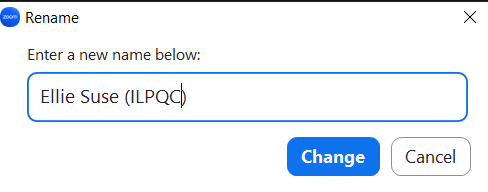 zoom Rename
Enter a new name below:
Ellie Suse (ILPQC)
Change Cancel